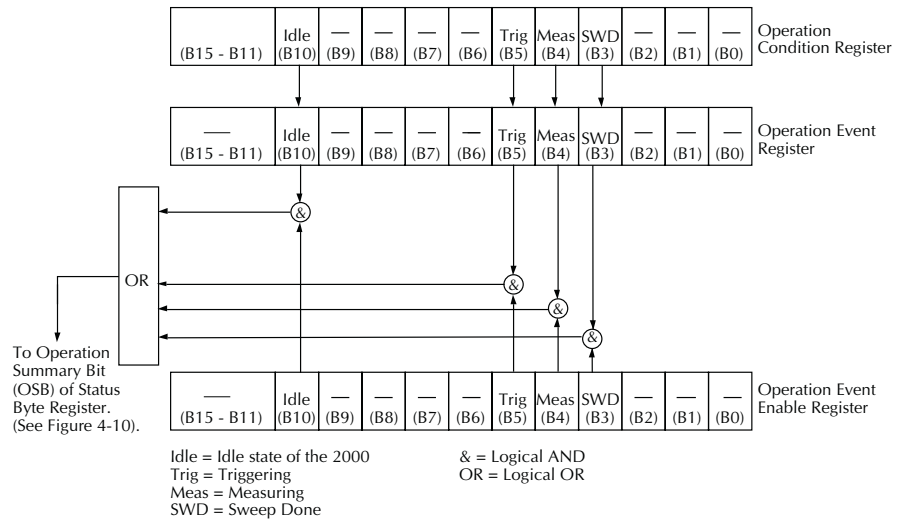 Idle — — — — Trig Meas SWD — — —
(B15 - B11) (B10) (B9) (B8) (B7) (B6) (B5) (B4) (B3) (B2) (B1) (B0)
Operation
Condition Register
— Idle — — — — Trig Meas SWD — — —
(B15 - B11) (B10) (B9) (B8) (B7) (B6) (B5) (B4) (B3) (B2) (B1) (B0)
Operation Event
Register
&
OR
&
&
&
To Operation
Summary Bit
(OSB) of Status
Byte Register.
(See Figure 4-10).
— Idle — — — — Trig Meas SWD — — —
(B15 - B11) (B10) (B9) (B8) (B7) (B6) (B5) (B4) (B3) (B2) (B1) (B0)
Operation Event
Enable Register
Idle = Idle state of the 2000
Trig = Triggering
Meas = Measuring
SWD = Sweep Done
& = Logical AND
OR = Logical OR